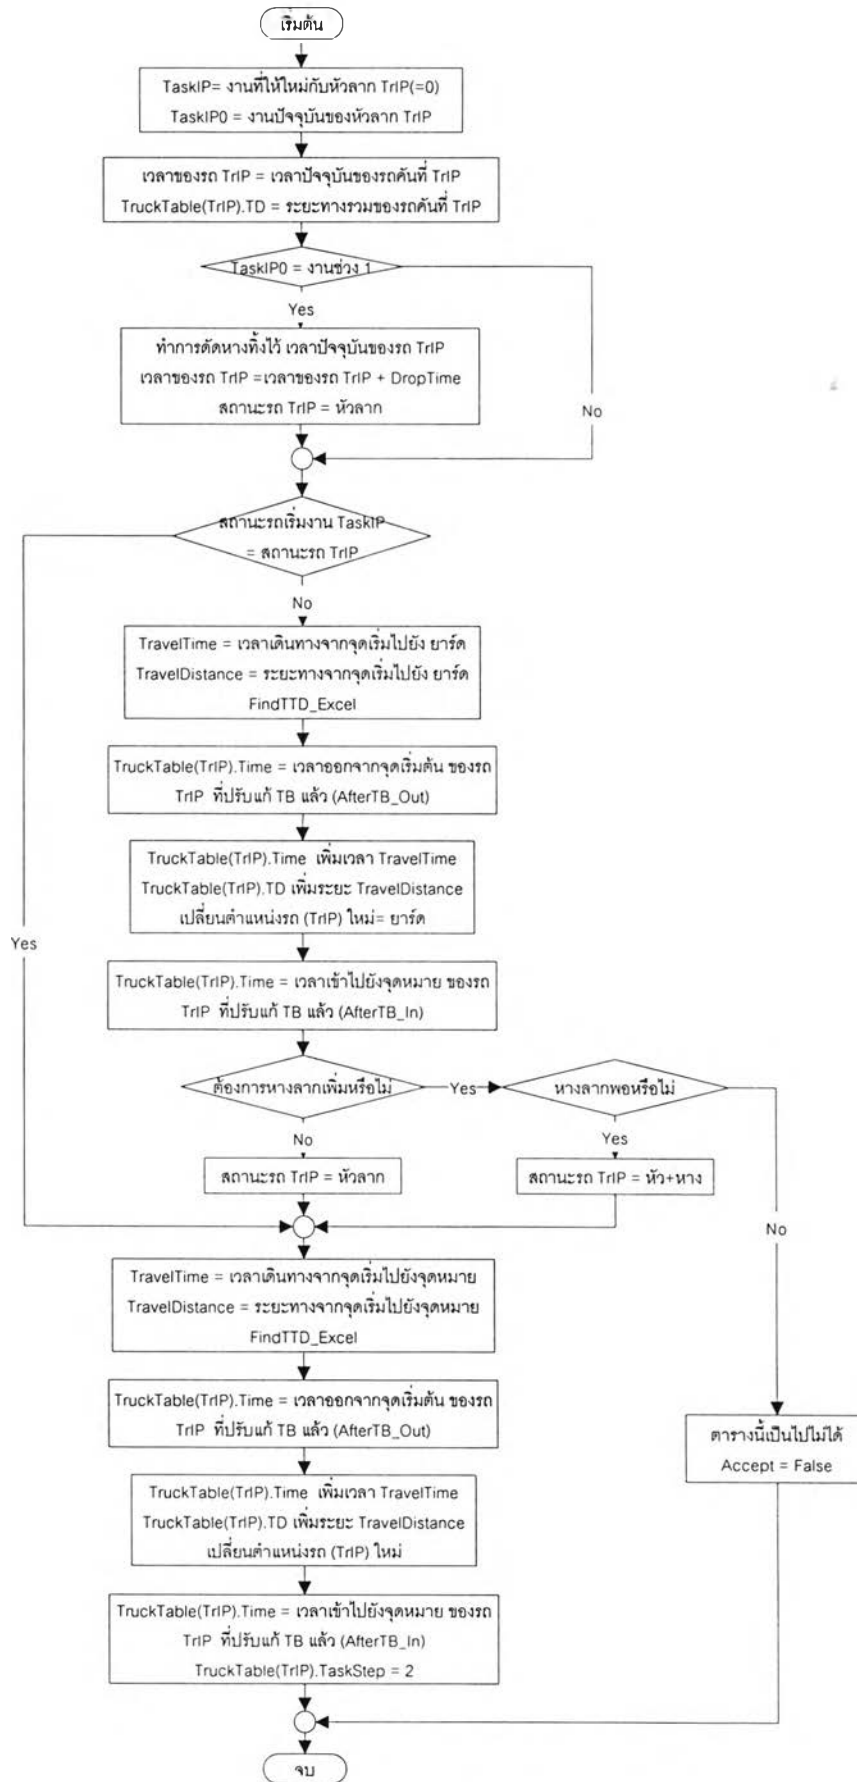 เริ่มต้น
TaskIP= งานที่ให้ใหม่กับหัวลาก TrIP(=0)
TaskIP0 = งานปัจจุบันของหัวลาก TrIP
เวลาของรถ TrIP = เวลาปัจจุบันของรถคันที่ TrIP
TruckTable(TrIP).TD = ระยะทางรวมของรถคันที่ TrIP
TaskIP0 = งานช่วง 1
Yes
No
ทำการตัดหางทิ้งไว้ เวลาปัจจุบันของรถ TrIP
เวลาของรถ TrIP =เวลาของรถ TrIP + DropTime
สถานะรถ TrIP = หัวลาก
สถานะรถเริ่มงาน TaskIP
= สถานะรถ TrIP
Yes
No
TravelTime = เวลาเดินทางจากจุดเริ่มไปยัง ยาร์ด
TravelDistance = ระยะทางจากจุดเริ่มไปยัง ยาร์ด
FindTTD_Excel
TruckTable(TrIP).Time = เวลาออกจากจุดเริ่มต้น ของรถ
TrIP ที่ปรับแก้ TB แล้ว (AfterTB_Out)
TruckTable(TrIP).Time เพิ่มเวลา TravelTime
TruckTable(TrIP).TD เพิ่มระยะ TravelDistance
เปลี่ยนตำแหน่งรถ (TrIP) ใหม่= ยาร์ด
TruckTable(TrIP).Time = เวลาเข้าไปยังจุดหมาย ของรถ
TrIP ที่ปรับแก้ TB แล้ว (AfterTB_In)
ต้องการหางลากเพิ่มหรือไม่
Yes
หางลากพอหรือไม่
No
Yes
No
สถานะรถ TrIP = หัวลาก
สถานะรถ TrIP = หัว+หาง
TravelTime = เวลาเดินทางจากจุดเริ่มไปยังจุดหมาย
TravelDistance = ระยะทางจากจุดเริ่มไปยังจุดหมาย
FindTTD_Excel
TruckTable(TrIP).Time = เวลาออกจากจุดเริ่มต้น ของรถ
TrIP ที่ปรับแก้ TB แล้ว (AfterTB_Out)
ตารางนี้เป็นไปไม่ได้
Accept = False
TruckTable(TrIP).Time เพิ่มเวลา TravelTime
TruckTable(TrIP).TD เพิ่มระยะ TravelDistance
เปลี่ยนตำแหน่งรถ (TrIP) ใหม่
TruckTable(TrIP).Time = เวลาเข้าไปยังจุดหมาย ของรถ
TrIP ที่ปรับแก้ TB แล้ว (AfterTB_In)
TruckTable(TrIP).TaskStep = 2
จบ